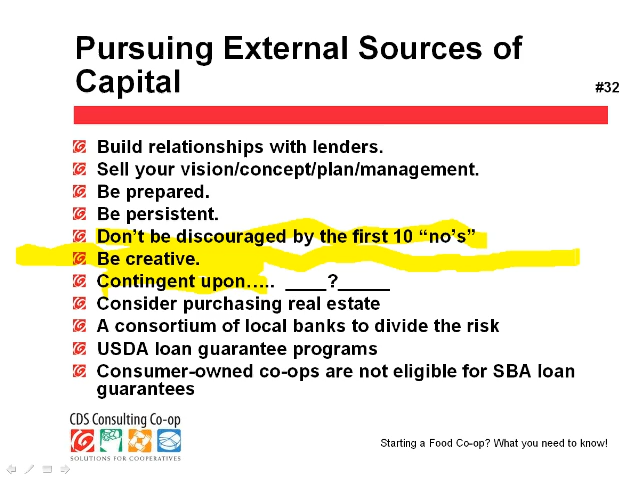 Pursuing External Sources of
Capital
#32
Build relationships with lenders.
Sell your vision/concept/plan/management.
Be prepared.
Be persistent.
Don’t be discouraged by the first 10 “no’s”
Be creative.
Contingent upon….. ____?_____
Consider purchasing real estate
A consortium of local banks to divide the risk
USDA loan guarantee programs
Consumer-owned co-ops are not eligible for SBA loan
guarantees
CDS Consulting Co-op
SOLUTIONS FOR COOPERATIVES
Starting a Food Co-op? What you need to know!